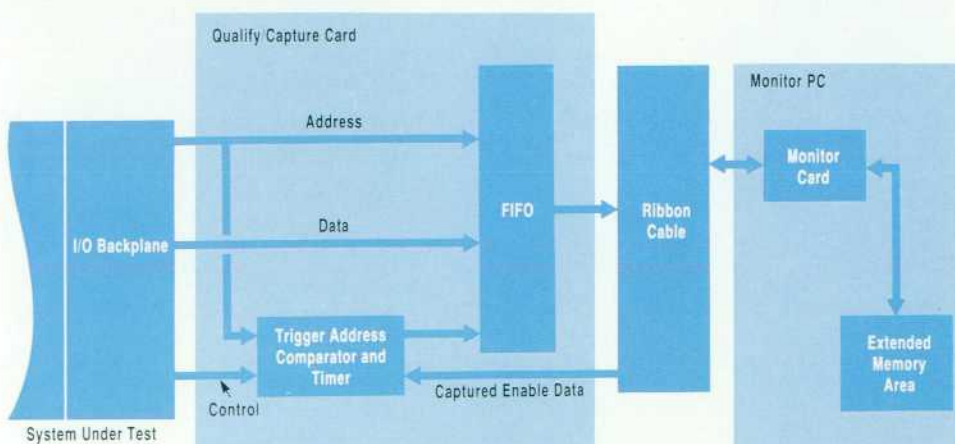 Qualify/Capture Card
Monitor PC
Address
Monitor
Card
I/O Backplane
FIFO
Ribbon
Cable
Data
Trigger Address
Comparator and
Timer
Extended
Memory
Area
Captured Enable Data
Control
System Under Test